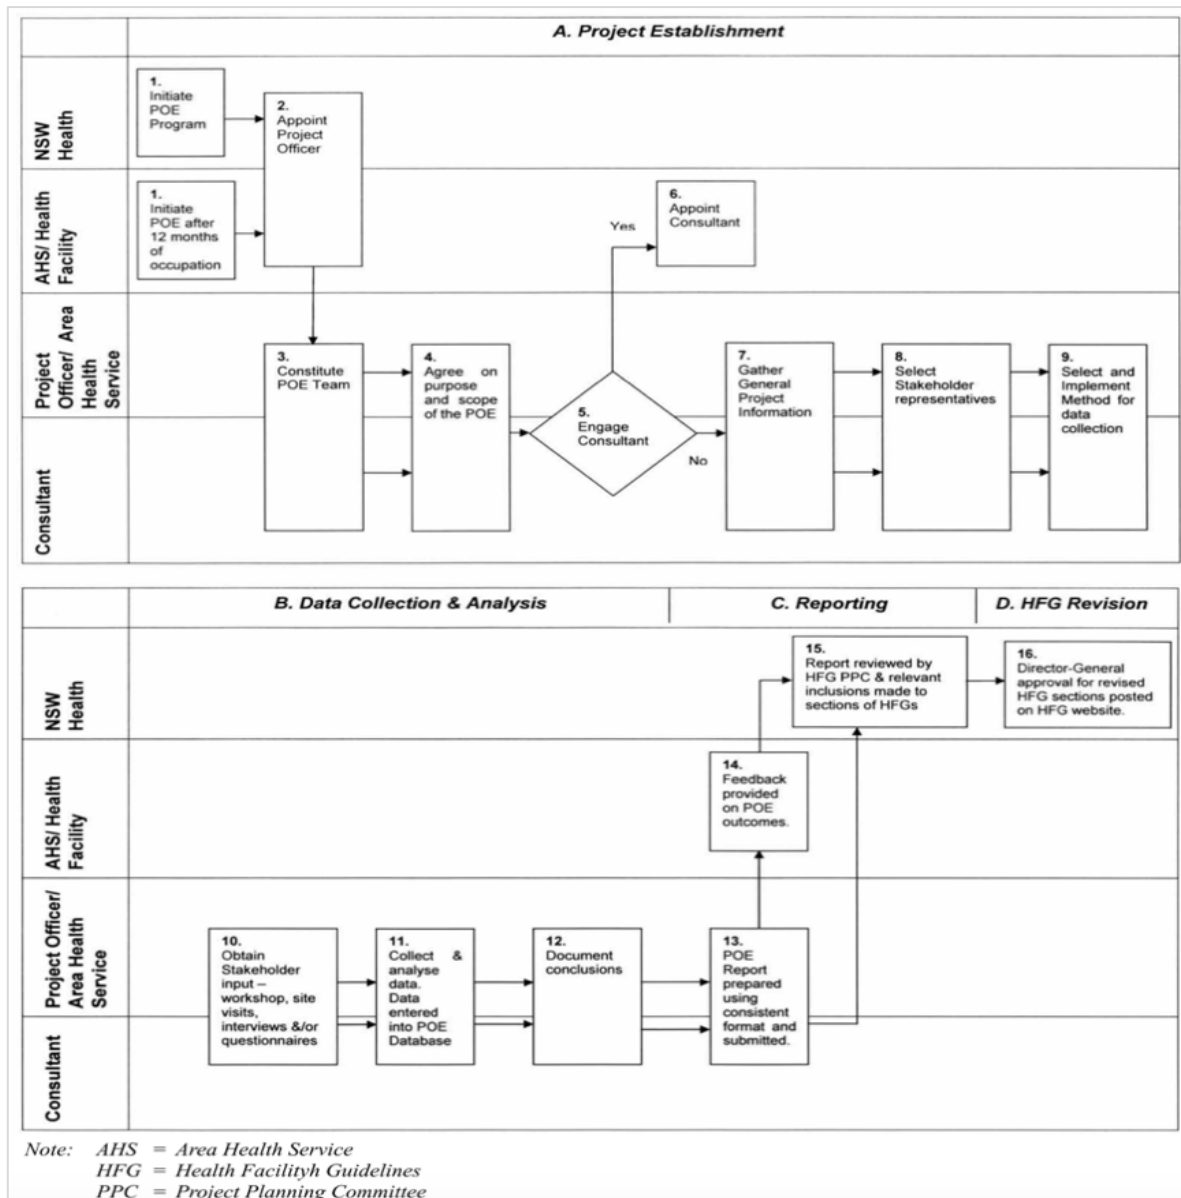 A. Project Establishment
NSW
Health
1.
Initiate
POE
Program
2.
Appoint
Project
Officer
AHS/ Health
Facility
1.
Initiate
POE after
12 months
of
occupation
6.
Appoint
Consultant
Yes
Project
Officer/ Area
Health
Service
3.
Constitute
POE Team
4.
Agree on
purpose
and scope
of the POE
5.
Engage
Consultant
No
7.
Gather
General
Project
Information
8.
Select
Stakeholder
representatives
9.
Select and
Implement
Method for
data
collection
Consultant
B. Data Collection & Analysis
C. Reporting
D. HFG Revision
NSW
Health
15.
Report reviewed by
HFG PPC & relevant
inclusions made to
sections of HFGs
16.
Director-General
approval for revised
HFG sections posted
on HFG website.
AHS/ Health
Facility
14.
Feedback
provided
on POE
outcomes.
Project Officer/
Area Health
Service
10.
Obtain
Stakeholder
input –
workshop, site
visits,
interviews &/or
questionnaires
11.
Collect &
analyse
data.
Data
entered
into POE
Database
12.
Document
conclusions
13.
POE
Report
prepared
using
consistent
format and
submitted.
Consultant
Note: AHS = Area Health Service
HFG = Health Facilityh Guidelines
PPC = Project Planning Committee